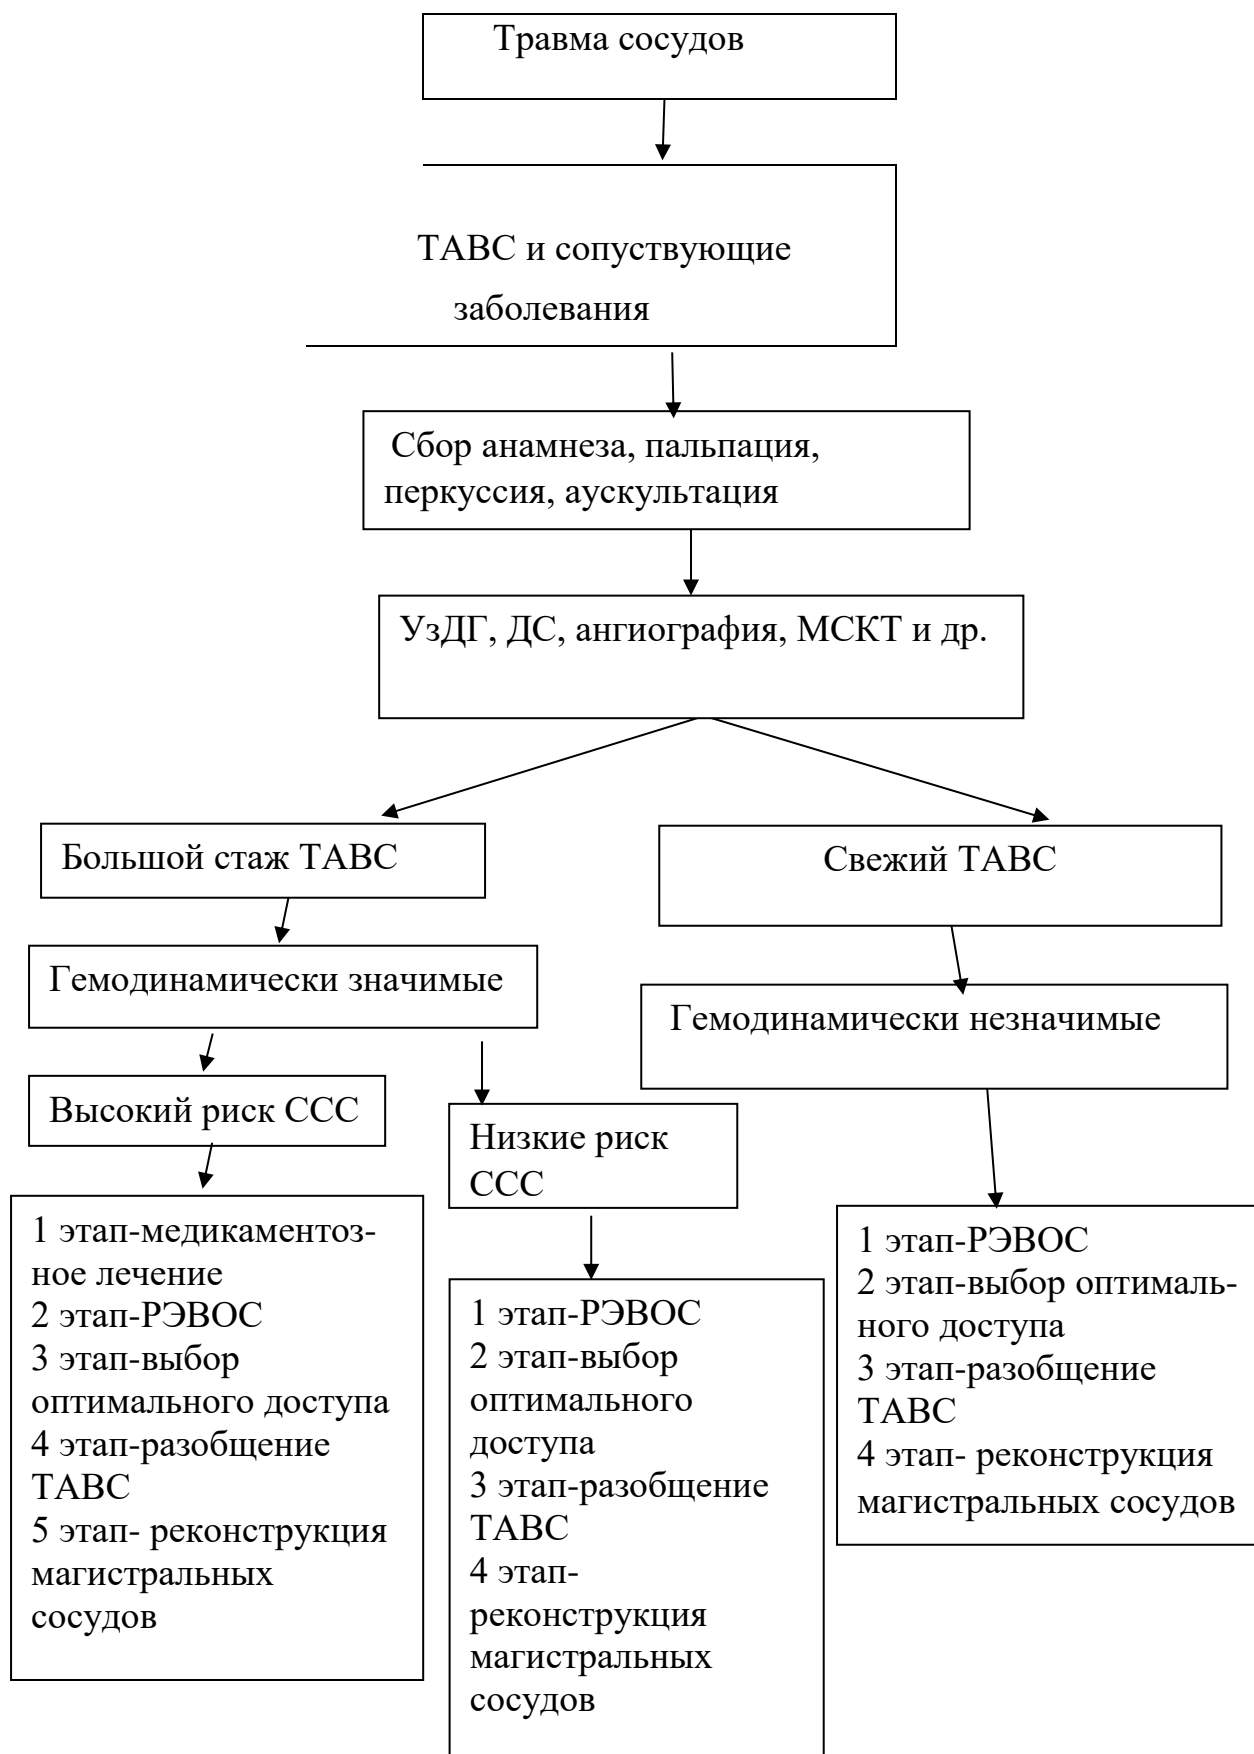 Травма сосудов
ТАВС и сопуствующие
заболевания
Сбор анамнеза, пальпация,
перкуссия, аускультация
УзДГ, ДС, ангиография, МСКТ и др.
Большой стаж ТАВС
Свежий ТАВС
Гемодинамически значимые
Гемодинамически незначимые
Высокий риск ССС
Низкие риск
ССС
1 этап-медикаментоз-
ное лечение
2 этап-РЭВОС
3 этап-выбор
оптимального доступа
4 этап-разобщение
ТАВС
5 этап- реконструкция
магистральных
сосудов
1 этап-РЭВОС
2 этап-выбор
оптимального
доступа
3 этап-разобщение
ТАВС
4 этап-
реконструкция
магистральных
сосудов
1 этап-РЭВОС
2 этап-выбор оптималь-
ного доступа
3 этап-разобщение
ТАВС
4 этап- реконструкция
магистральных сосудов